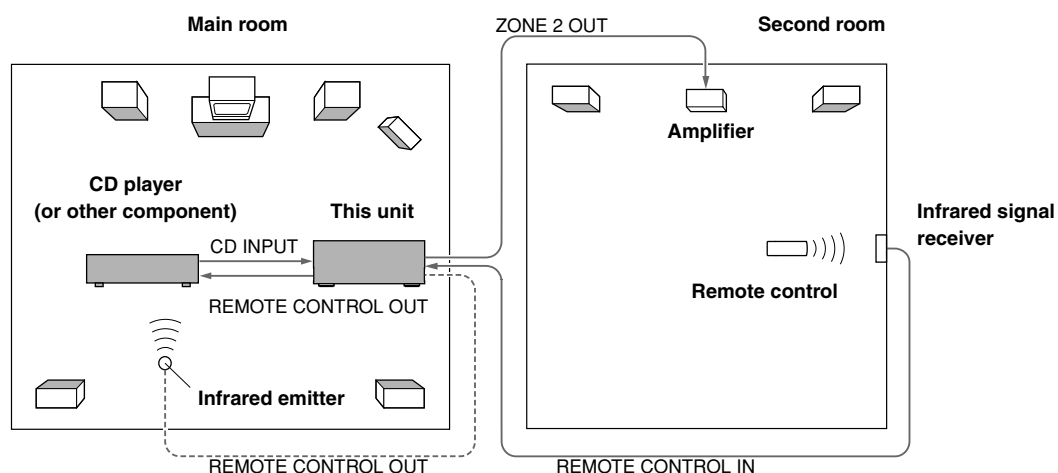 Main room
ZONE 2 OUT
Second room
Amplifier
CD player
(or other component)
This unit
Infrared signal
receiver
CD INPUT
Remote control
REMOTE CONTROL OUT
Infrared emitter
REMOTE CONTROL OUT
REMOTE CONTROL IN